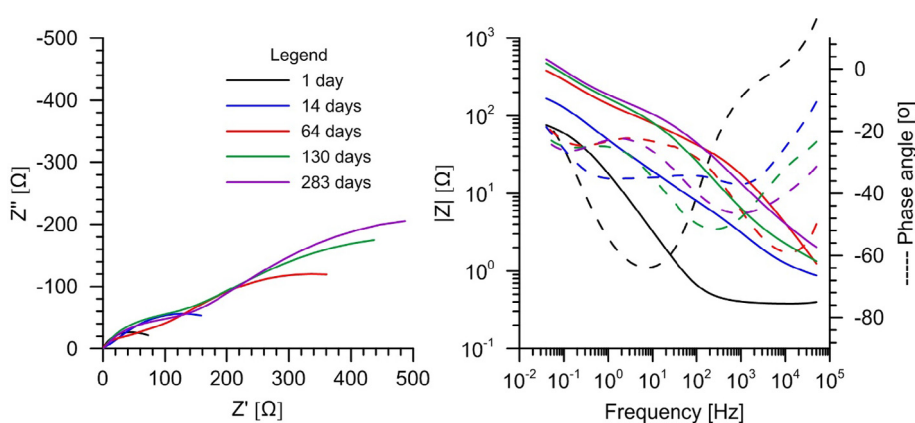 -500
-400
-300
-200
-100
0
Z'' [Ω]
0 100 200 300 400 500
Z' [Ω]
Legend
1 day
14 days
64 days
130 days
283 days
10³
10²
10¹
10⁰
10⁻¹
|Z| [Ω]
10⁻² 10⁻¹ 10⁰ 10¹ 10² 10³ 10⁴ 10⁵
Frequency [Hz]
0
-20
-40
-60
-80
----- Phase angle [º]